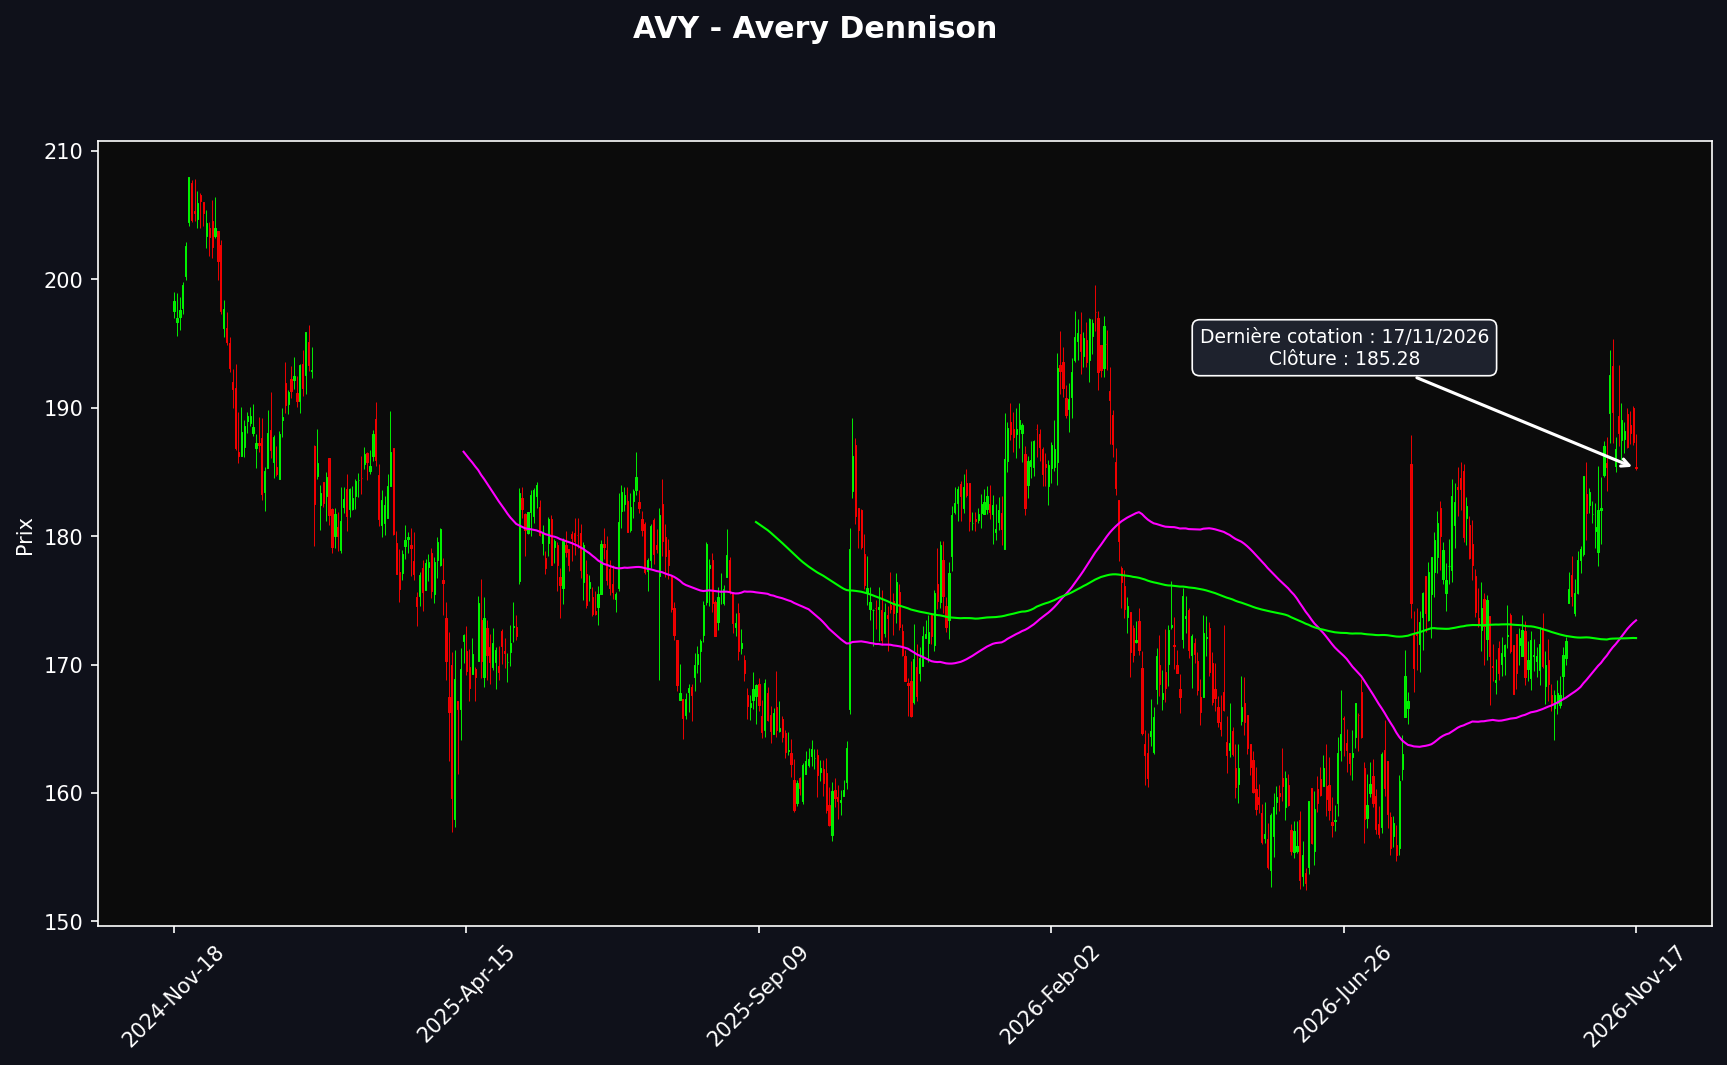 AVY - Avery Dennison
210
200
190
180
170
160
150
Prix
Dernière cotation : 17/11/2026
Clôture : 185.28
2024-Nov-18
2025-Apr-15
2025-Sep-09
2026-Feb-02
2026-Jun-26
2026-Nov-17